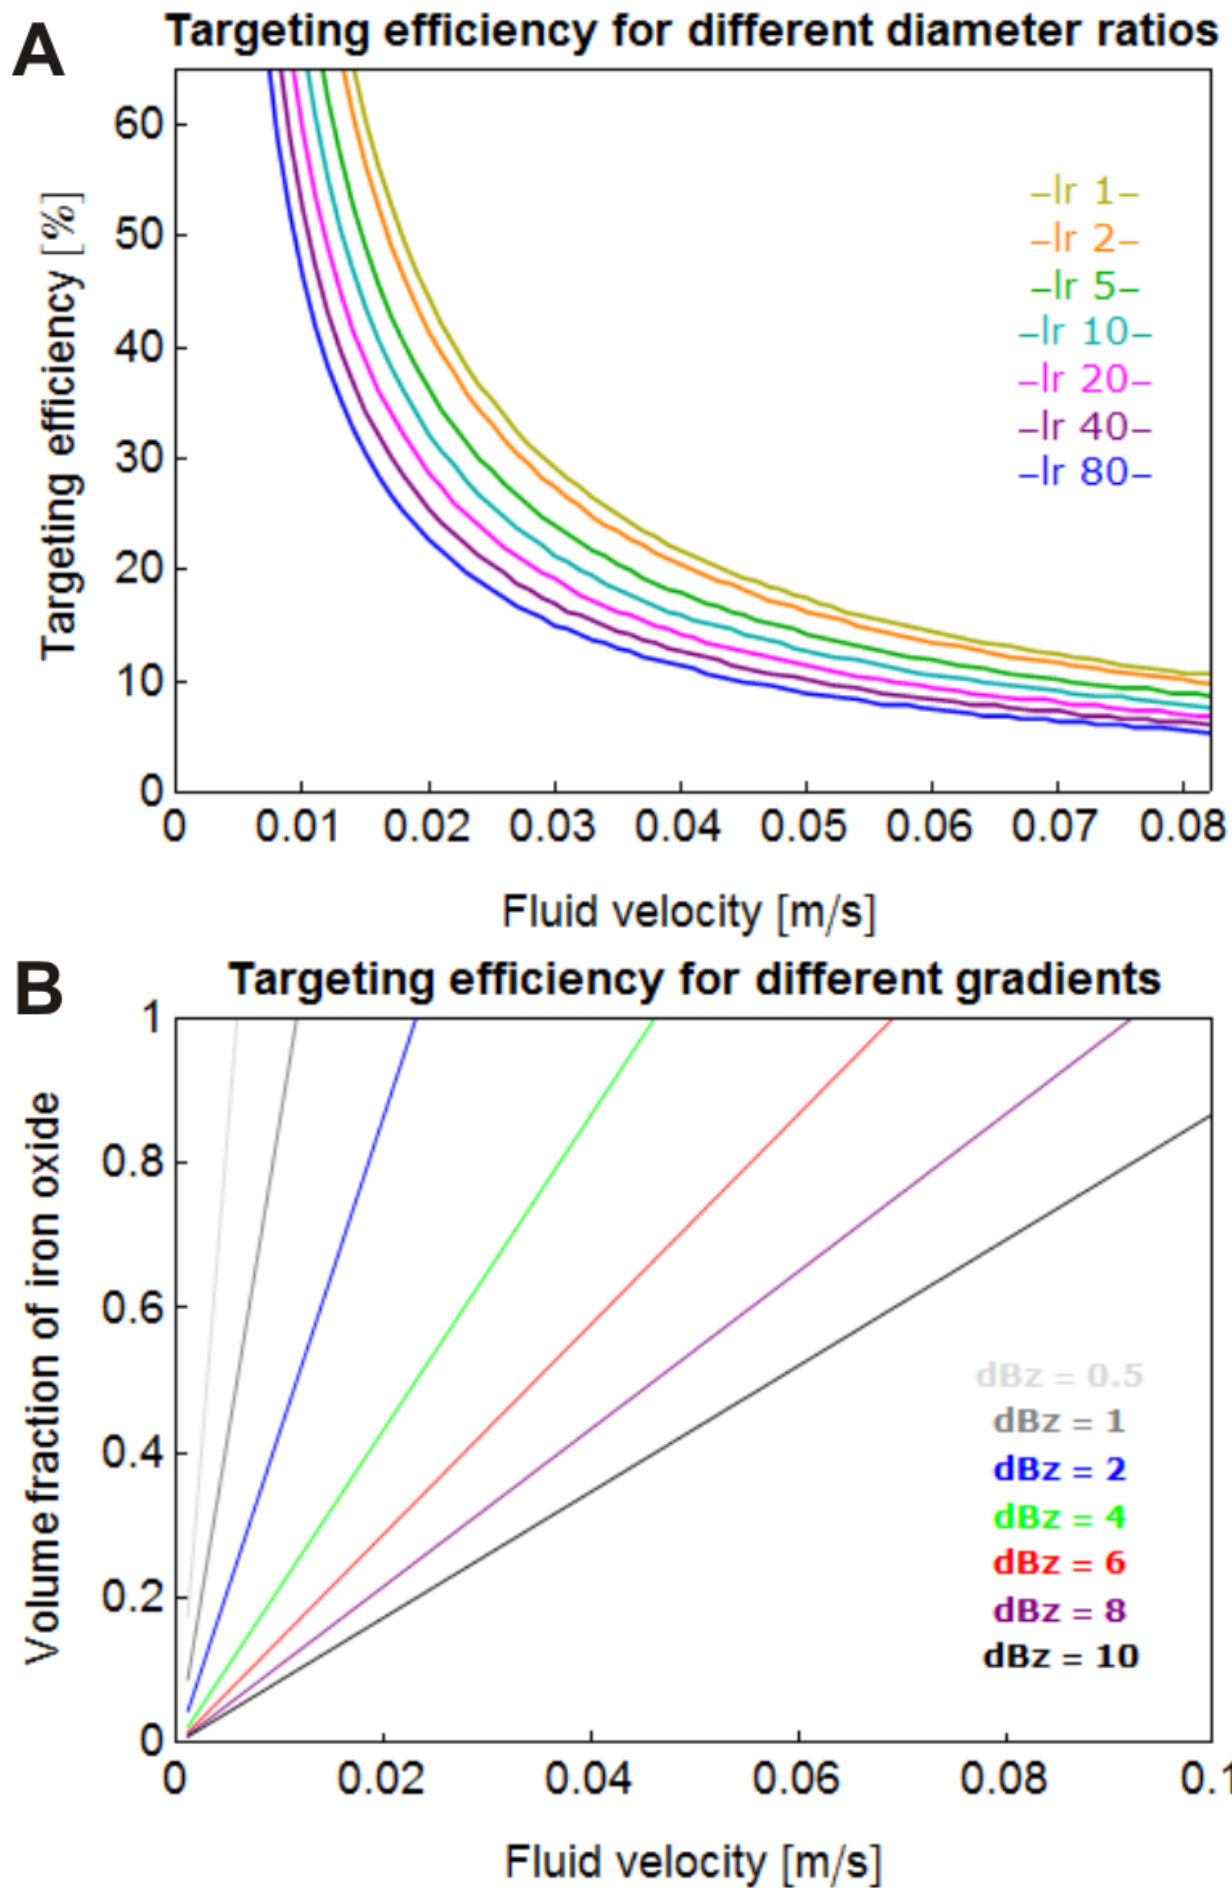 A
Targeting efficiency for different diameter ratios
Targeting efficiency [%]
60
50
40
30
20
10
0
–lr 1–
–lr 2–
–lr 5–
–lr 10–
–lr 20–
–lr 40–
–lr 80–
0 0.01 0.02 0.03 0.04 0.05 0.06 0.07 0.08
Fluid velocity [m/s]
B
Targeting efficiency for different gradients
Volume fraction of iron oxide
1
0.8
0.6
0.4
0.2
0
dBz = 0.5
dBz = 1
dBz = 2
dBz = 4
dBz = 6
dBz = 8
dBz = 10
0 0.02 0.04 0.06 0.08 0.1
Fluid velocity [m/s]